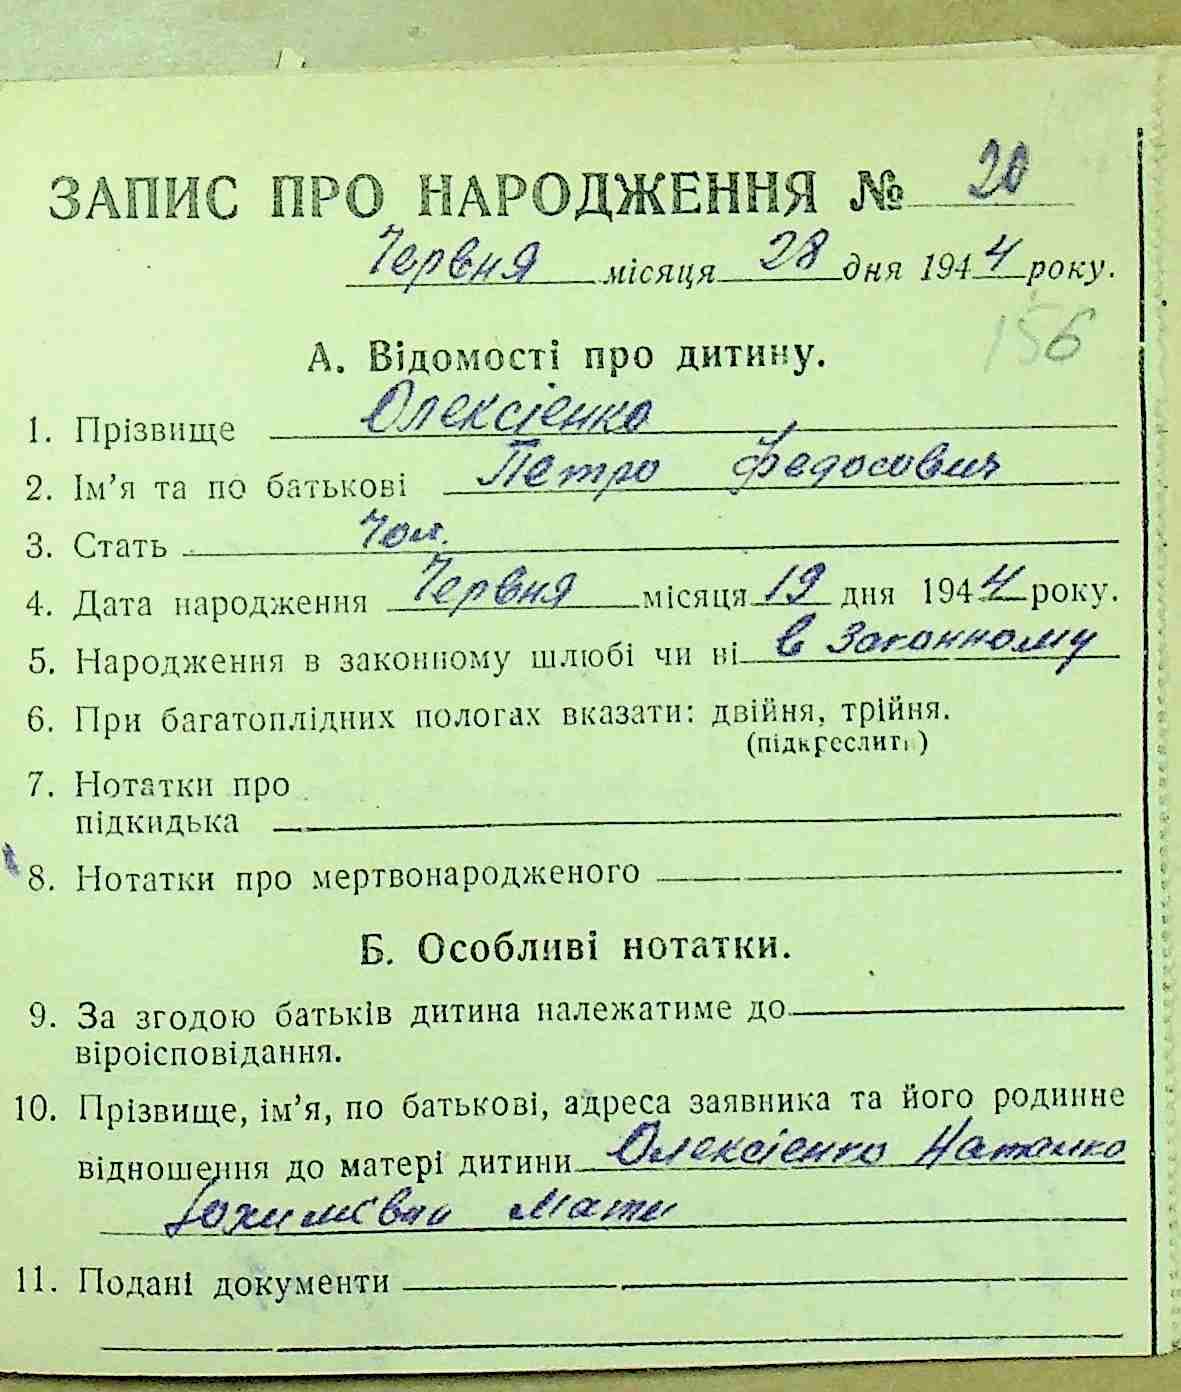 ЗАПИС ПРО НАРОДЖЕННЯ № 20
Червня місяця 28 дня 1944 року.
156
А. Відомості про дитину.
1. Прізвище Олексієнко
2. Ім’я та по батькові Петро Федосович
3. Стать Чол.
4. Дата народження Червня місяця 19 дня 1944 року.
5. Народження в законному шлюбі чи ні в законному
6. При багатоплідних пологах вказати: двійня, трійня.
(підкреслити)
7. Нотатки про
підкидька
8. Нотатки про мертвонародженого
Б. Особливі нотатки.
9. За згодою батьків дитина належатиме до
віроісповідання.
10. Прізвище, ім’я, по батькові, адреса заявника та його родинне
відношення до матері дитини Олексієнко Наталка
Юхимівни мати
11. Подані документи